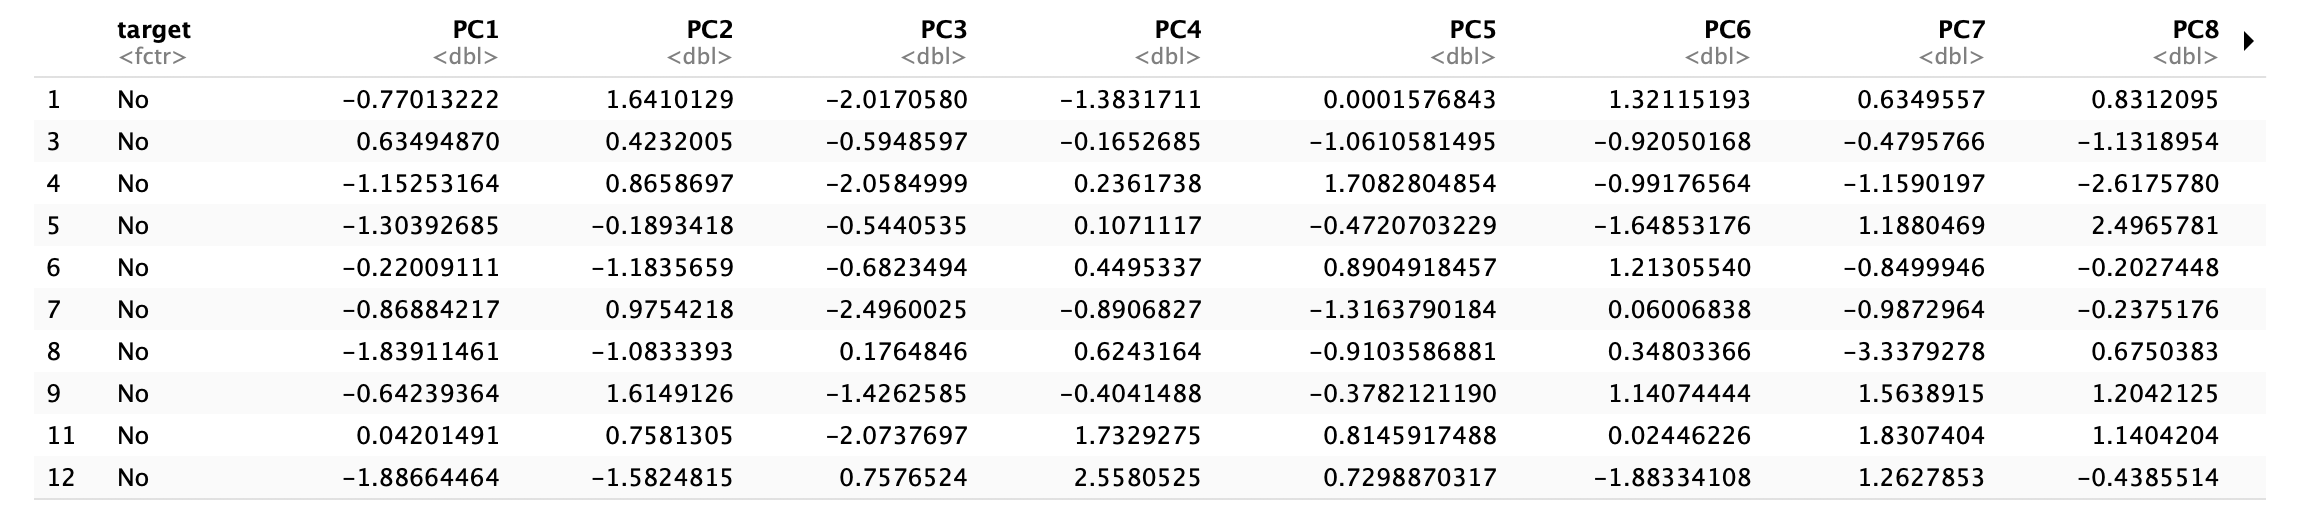 target PC1 PC2 PC3 PC4 PC5 PC6 PC7 PC8
<fctr> <dbl> <dbl> <dbl> <dbl> <dbl> <dbl> <dbl> <dbl>
1 No -0.77013222 1.6410129 -2.0170580 -1.3831711 0.0001576843 1.32115193 0.6349557 0.8312095
3 No 0.63494870 0.4232005 -0.5948597 -0.1652685 -1.0610581495 -0.92050168 -0.4795766 -1.1318954
4 No -1.15253164 0.8658697 -2.0584999 0.2361738 1.7082804854 -0.99176564 -1.1590197 -2.6175780
5 No -1.30392685 -0.1893418 -0.5440535 0.1071117 -0.4720703229 -1.64853176 1.1880469 2.4965781
6 No -0.22009111 -1.1835659 -0.6823494 0.4495337 0.8904918457 1.21305540 -0.8499946 -0.2027448
7 No -0.86884217 0.9754218 -2.4960025 -0.8906827 -1.3163790184 0.06006838 -0.9872964 -0.2375176
8 No -1.83911461 -1.0833393 0.1764846 0.6243164 -0.9103586881 0.34803366 -3.3379278 0.6750383
9 No -0.64239364 1.6149126 -1.4262585 -0.4041488 -0.3782121190 1.14074444 1.5638915 1.2042125
11 No 0.04201491 0.7581305 -2.0737697 1.7329275 0.8145917488 0.02446226 1.8307404 1.1404204
12 No -1.88664464 -1.5824815 0.7576524 2.5580525 0.7298870317 -1.88334108 1.2627853 -0.4385514